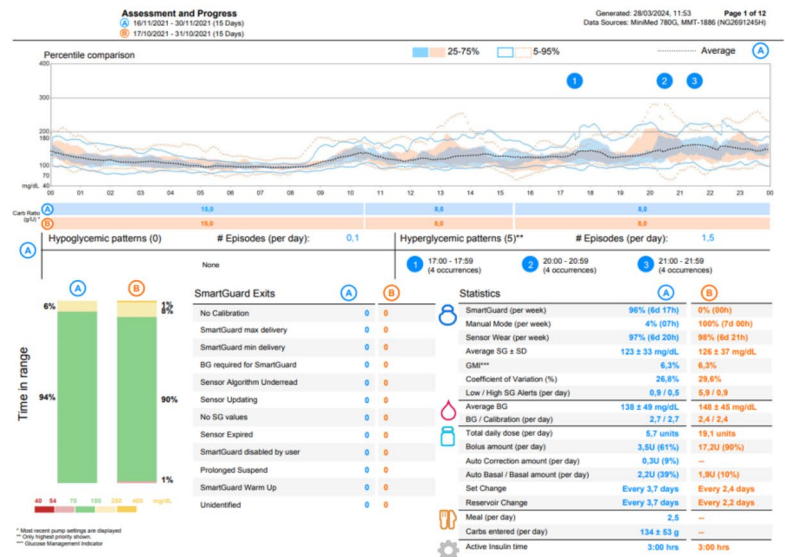 Assessment and Progress
A 16/11/2021 - 30/11/2021 (15 Days)
B 17/10/2021 - 31/10/2021 (15 Days)
Generated: 28/03/2024, 11:53 Page 1 of 12
Data Sources: MiniMed 780G, MMT-1886 (NG2691245H)
Percentile comparison 25-75% 5-95% Average A
400
300
200
180
100
70
mg/dL 40
1 2 3
00 01 02 03 04 05 06 07 08 09 10 11 12 13 14 15 16 17 18 19 20 21 22 23 00
Carb Ratio (g/U) *
A 15,0 8,0 8,0
B 15,0 8,0 8,0
A
Hypoglycemic patterns (0) # Episodes (per day): 0,1
None
Hyperglycemic patterns (5)** # Episodes (per day): 1,5
1 17:00 - 17:59 (4 occurrences)
2 20:00 - 20:59 (4 occurrences)
3 21:00 - 21:59 (4 occurrences)
Time in range
A B
6% 1%
8%
94% 90%
1%
40 54 70 180 250 400 mg/dL
SmartGuard Exits A B
No Calibration 0 0
SmartGuard max delivery 0 0
SmartGuard min delivery 0 0
BG required for SmartGuard 0 0
Sensor Algorithm Underread 0 0
Sensor Updating 0 0
No SG values 0 0
Sensor Expired 0 0
SmartGuard disabled by user 0 0
Prolonged Suspend 0 0
SmartGuard Warm Up 0 0
Unidentified 0 0
Statistics A B
SmartGuard (per week) 96% (6d 17h) 0% (00h)
Manual Mode (per week) 4% (07h) 100% (7d 00h)
Sensor Wear (per week) 97% (6d 20h) 98% (6d 21h)
Average SG ± SD 123 ± 33 mg/dL 126 ± 37 mg/dL
GMI*** 6,3% 6,3%
Coefficient of Variation (%) 26,8% 29,6%
Low / High SG Alerts (per day) 0,9 / 0,5 5,9 / 0,9
Average BG 138 ± 49 mg/dL 148 ± 45 mg/dL
BG / Calibration (per day) 2,7 / 2,7 2,4 / 2,4
Total daily dose (per day) 5,7 units 19,1 units
Bolus amount (per day) 3,5U (61%) 17,2U (90%)
Auto Correction amount (per day) 0,3U (9%) --
Auto Basal / Basal amount (per day) 2,2U (39%) 1,9U (10%)
Set Change Every 3,7 days Every 2,4 days
Reservoir Change Every 3,7 days Every 2,2 days
Meal (per day) 2,5 --
Carbs entered (per day) 134 ± 53 g --
Active Insulin time 3:00 hrs 3:00 hrs
* Most recent pump settings are displayed
** Only highest priority shown.
*** Glucose Management Indicator